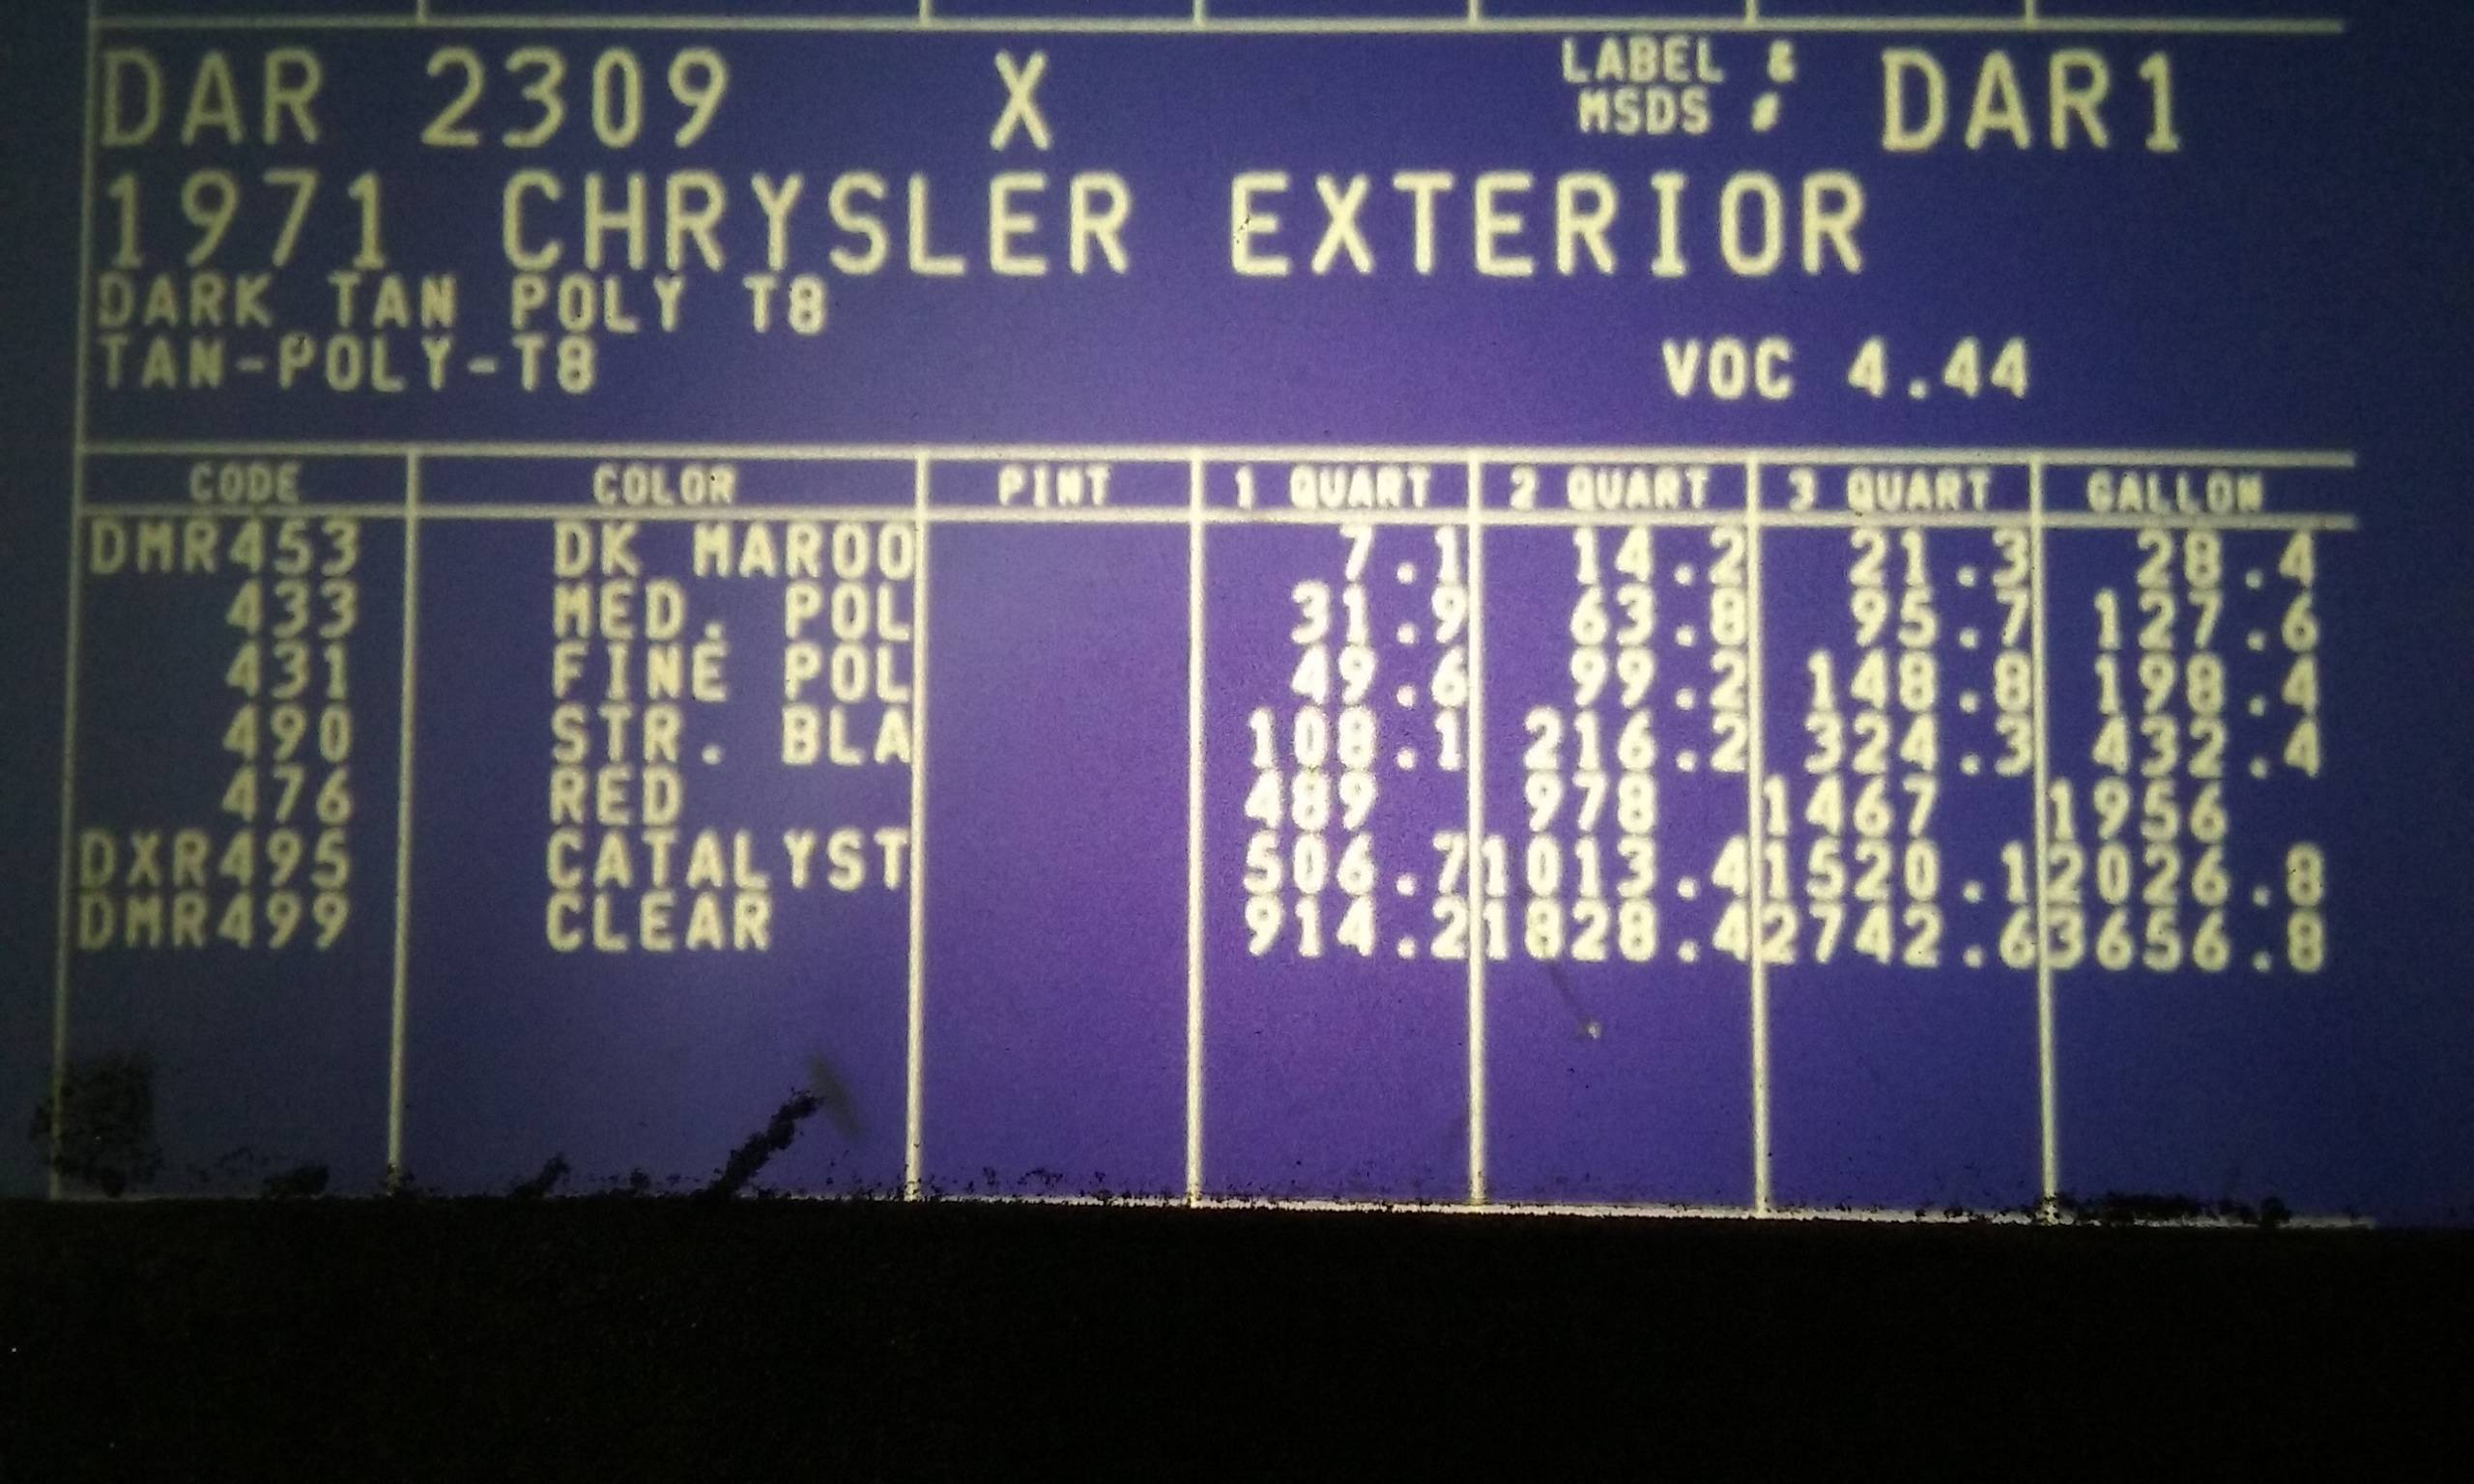 DAR 2309 X LABEL & MSDS # DAR1
1971 CHRYSLER EXTERIOR
DARK TAN POLY T8
TAN-POLY-T8 VOC 4.44
CODE COLOR PINT 1 QUART 2 QUART 3 QUART GALLON
DMR453 DK MAROO 7.1 14.2 21.3 28.4
433 MED. POL 31.9 63.8 95.7 127.6
431 FINE POL 49.6 99.2 148.8 198.4
490 STR. BLA 108.1 216.2 324.3 432.4
476 RED 489 978 1467 1956
DXR495 CATALYST 506.7 1013.4 1520.1 2026.8
DMR499 CLEAR 914.2 1828.4 2742.6 3656.8